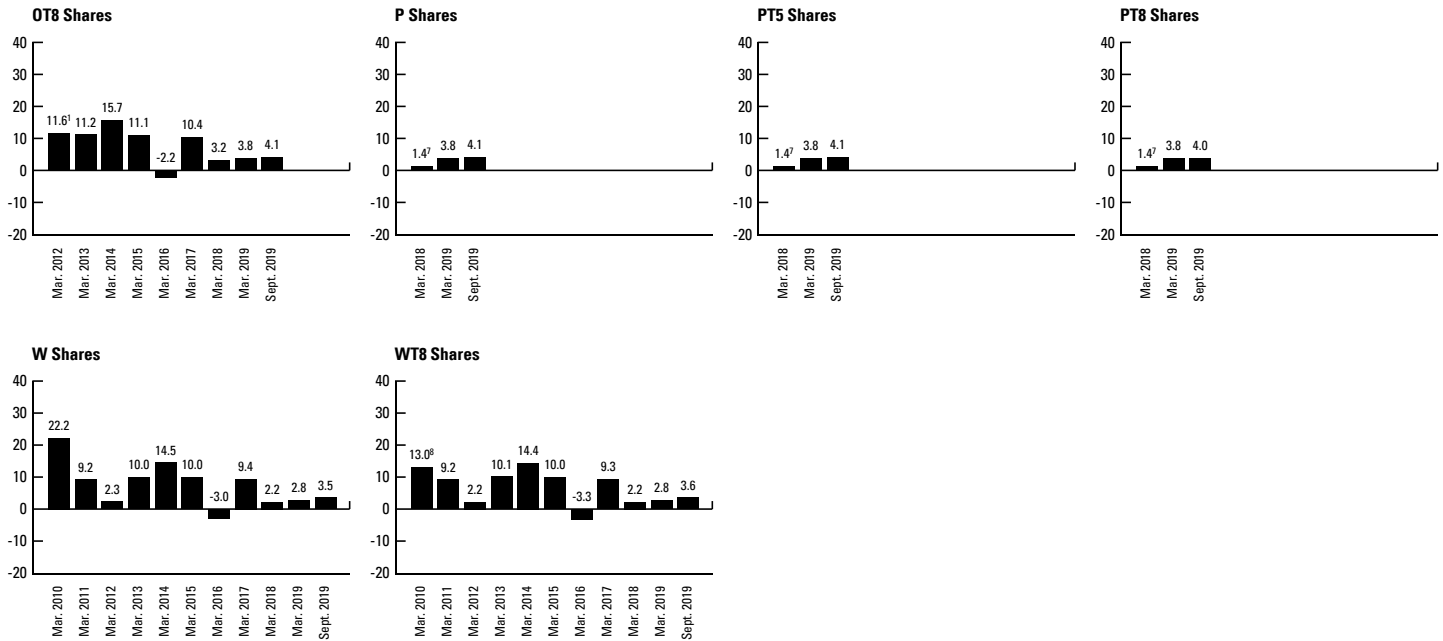 OT8 Shares
40
30
20
10
0
-10
-20
11.6¹
11.2
15.7
11.1
-2.2
10.4
3.2
3.8
4.1
Mar. 2012
Mar. 2013
Mar. 2014
Mar. 2015
Mar. 2016
Mar. 2017
Mar. 2018
Mar. 2019
Sept. 2019
P Shares
40
30
20
10
0
-10
-20
1.4⁷
3.8
4.1
Mar. 2018
Mar. 2019
Sept. 2019
PT5 Shares
40
30
20
10
0
-10
-20
1.4⁷
3.8
4.1
Mar. 2018
Mar. 2019
Sept. 2019
PT8 Shares
40
30
20
10
0
-10
-20
1.4⁷
3.8
4.0
Mar. 2018
Mar. 2019
Sept. 2019
W Shares
40
30
20
10
0
-10
-20
22.2
9.2
2.3
10.0
14.5
10.0
-3.0
9.4
2.2
2.8
3.5
Mar. 2010
Mar. 2011
Mar. 2012
Mar. 2013
Mar. 2014
Mar. 2015
Mar. 2016
Mar. 2017
Mar. 2018
Mar. 2019
Sept. 2019
WT8 Shares
40
30
20
10
0
-10
-20
13.0⁸
9.2
2.2
10.1
14.4
10.0
-3.3
9.3
2.2
2.8
3.6
Mar. 2010
Mar. 2011
Mar. 2012
Mar. 2013
Mar. 2014
Mar. 2015
Mar. 2016
Mar. 2017
Mar. 2018
Mar. 2019
Sept. 2019